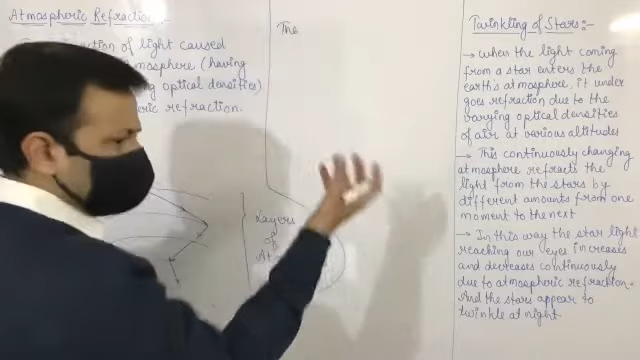 Atmospheric Refraction:-
ction of light caused
mosphere (having
ng optical densities)
ric refraction.
The
Layers
of
At
Twinkling of Stars:-
→ When the light coming
from a star enters the
earth's atmosphere, it under
goes refraction due to the
varying optical densities
of air at various altitudes
→ This continuously changing
atmosphere refracts the
light from the stars by
different amounts from one
moment to the next
→ In this way the star light
reaching our eyes increases
and decreases continuously
due to atmospheric refraction.
And the stars appear to
twinkle at night.